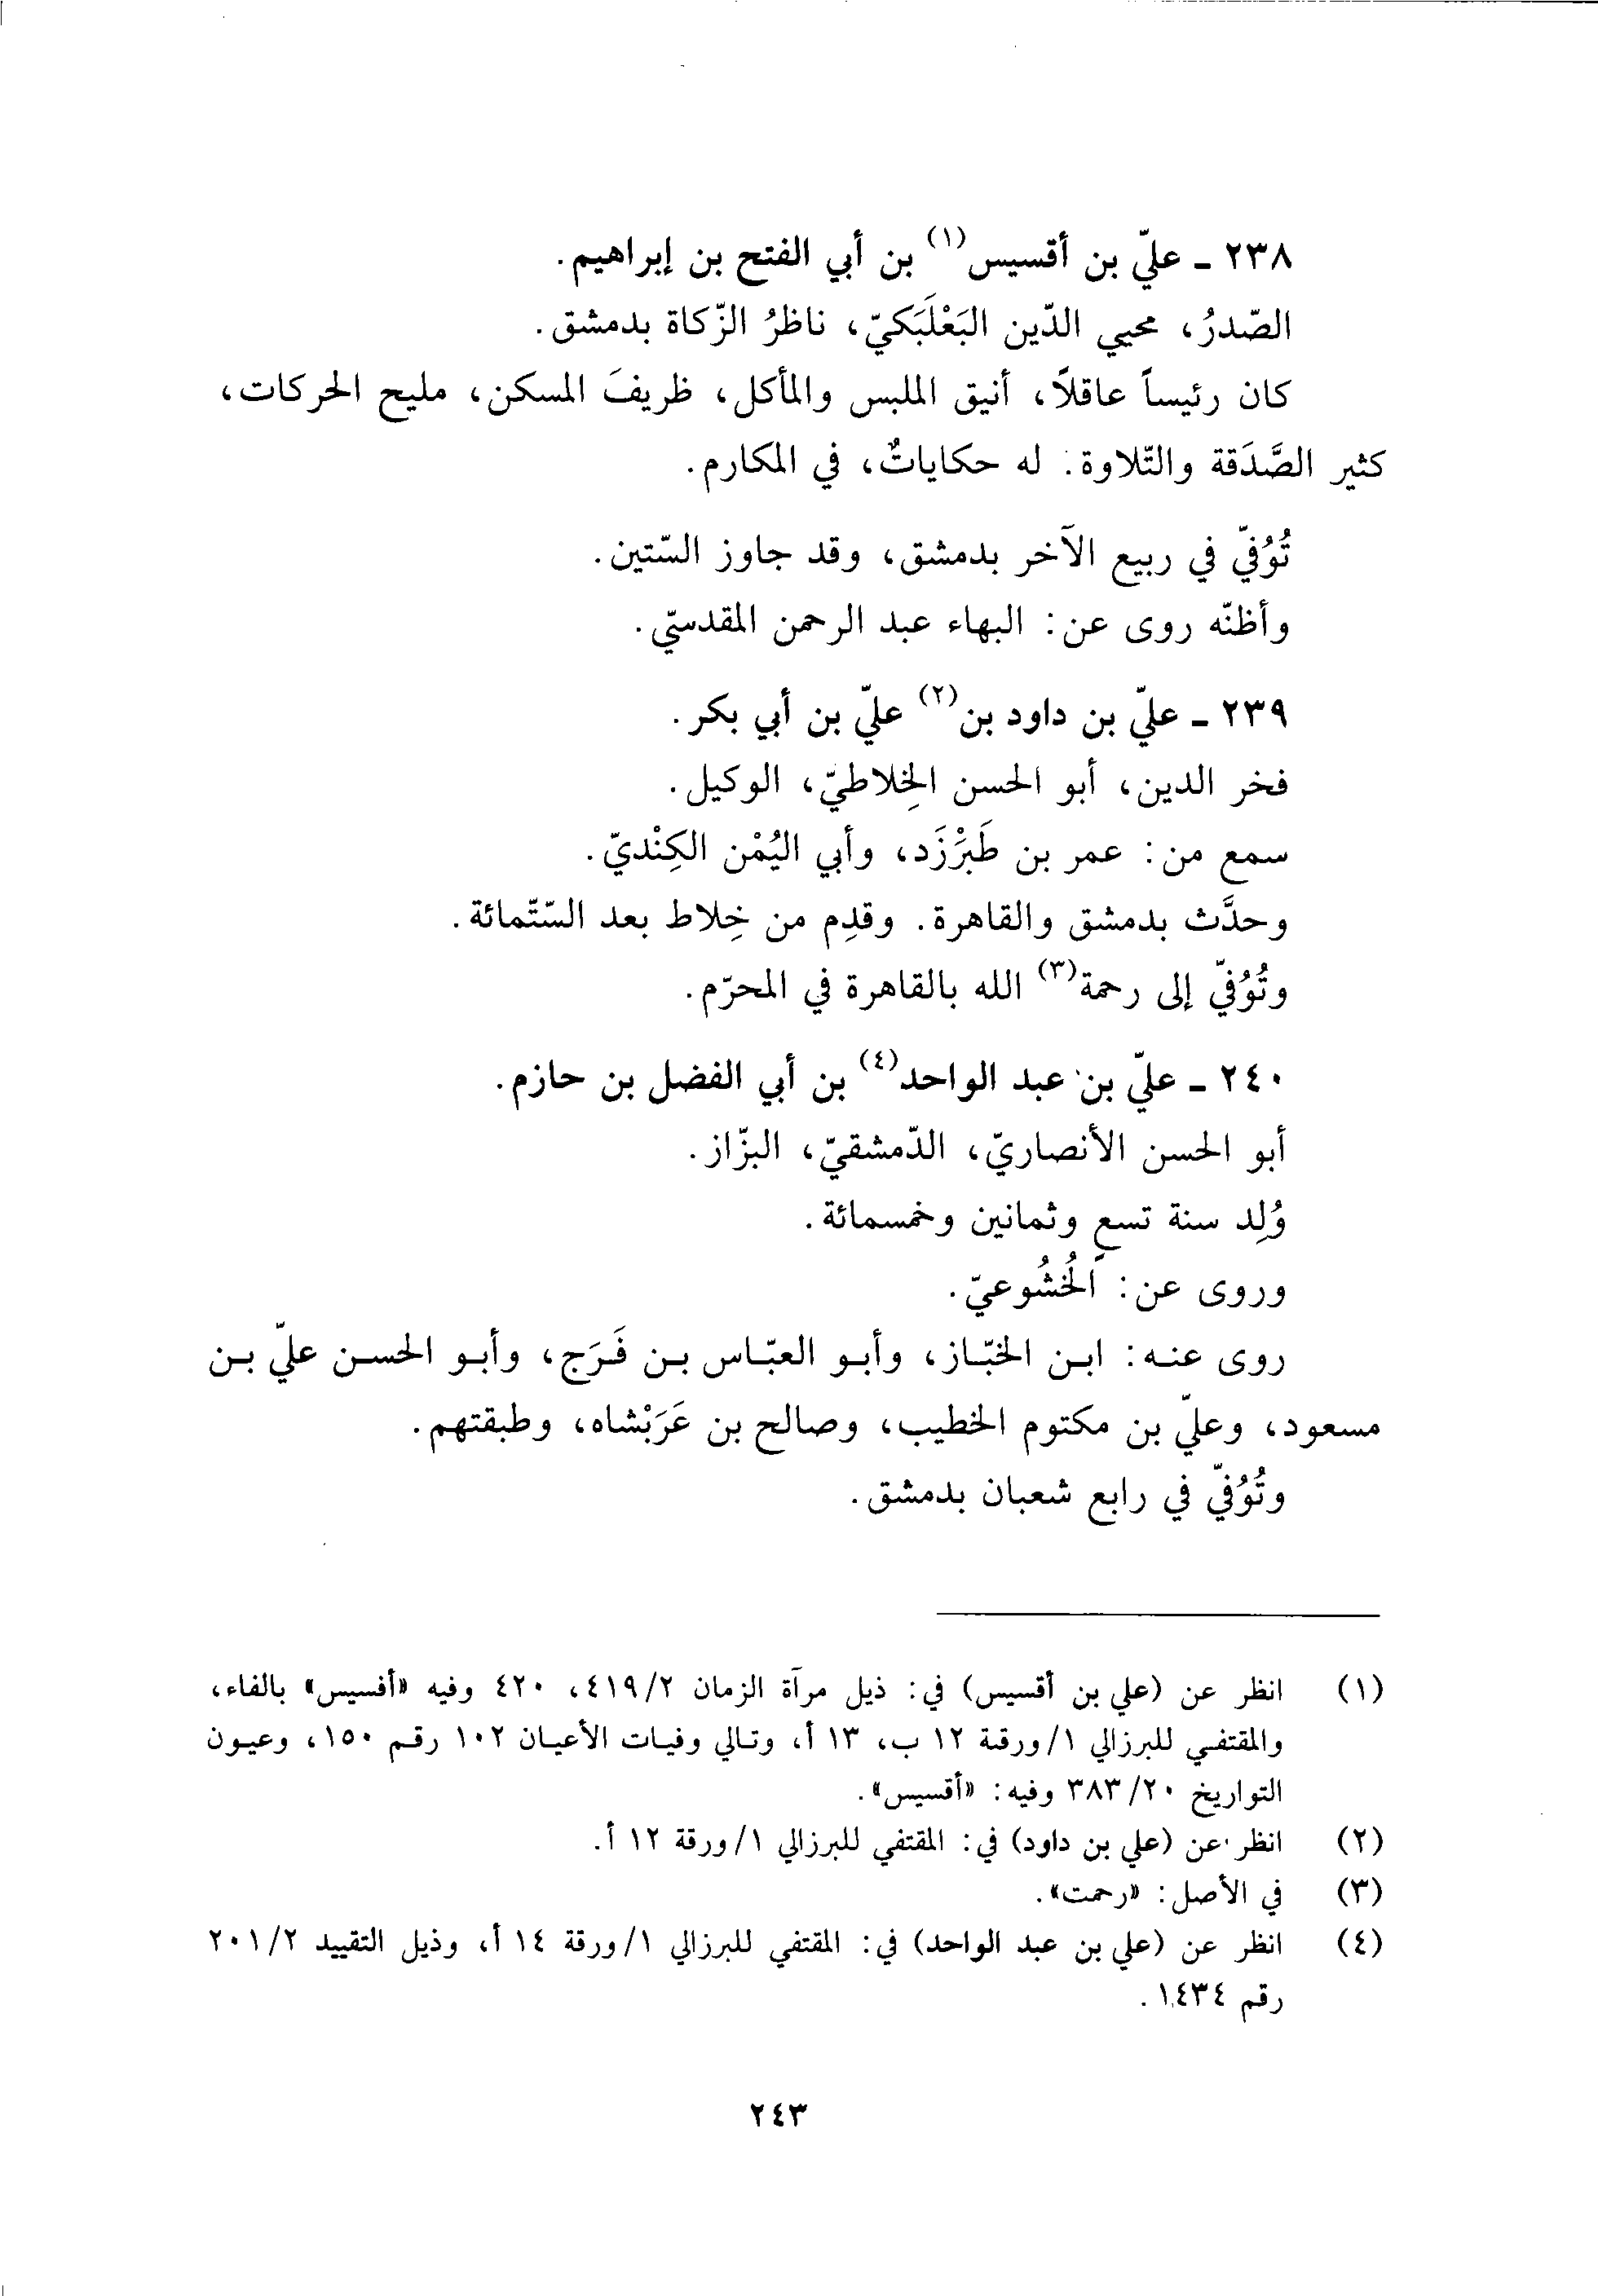 ٢٣٨ - عليّ بن أقسيس(١) بن أبي الفتح بن إبراهيم.
الصّدرُ، محيي الدّين البَعْلَبَكيّ، ناظرُ الزّكاة بدمشق.
كان رئيساً عاقلاً، أنيق الملبس والمأكل، ظريفَ المسكن، مليح الحركات،
كثير الصَّدَقة والتّلاوة. له حكاياتٌ، في المكارم.
تُوُفّي في ربيع الآخر بدمشق، وقد جاوز السّتين.
وأظنّه روى عن: البهاء عبد الرحمن المقدسيّ.
٢٣٩ - عليّ بن داود بن(٢) عليّ بن أبي بكر.
فخر الدين، أبو الحسن الخِلاطيّ، الوكيل.
سمع من: عمر بن طَبَرْزَد، وأبي اليُمْن الكِنْديّ.
وحدَّث بدمشق والقاهرة. وقدِم من خِلاط بعد السّتّمائة.
وتُوُفّي إلى رحمة(٣) الله بالقاهرة في المحرّم.
٢٤٠ - عليّ بن عبد الواحد(٤) بن أبي الفضل بن حازم.
أبو الحسن الأنصاريّ، الدّمشقيّ، البزّاز.
وُلِد سنة تسعٍ وثمانين وخمسمائة.
وروى عن: الخُشُوعيّ.
روى عنه: ابن الخبّاز، وأبو العبّاس بن فَرَج، وأبو الحسن عليّ بن
مسعود، وعليّ بن مكتوم الخطيب، وصالح بن عَرَبْشاه، وطبقتهم.
وتُوُفّي في رابع شعبان بدمشق.
(١) انظر عن (علي بن أقسيس) في: ذيل مرآة الزمان ٤١٩/٢، ٤٢٠ وفيه «أفسيس» بالفاء،
والمقتفي للبرزالي ١/ورقة ١٢ ب، ١٣ أ، وتالي وفيات الأعيان ١٠٢ رقم ١٥٠، وعيون
التواريخ ٣٨٣/٢٠ وفيه: «أقسيس».
(٢) انظر عن (علي بن داود) في: المقتفي للبرزالي ١/ورقة ١٢ أ.
(٣) في الأصل: «رحمت».
(٤) انظر عن (علي بن عبد الواحد) في: المقتفي للبرزالي ١/ورقة ١٤ أ، وذيل التقييد ٢٠١/٢
رقم ١٤٣٤.
٢٤٣